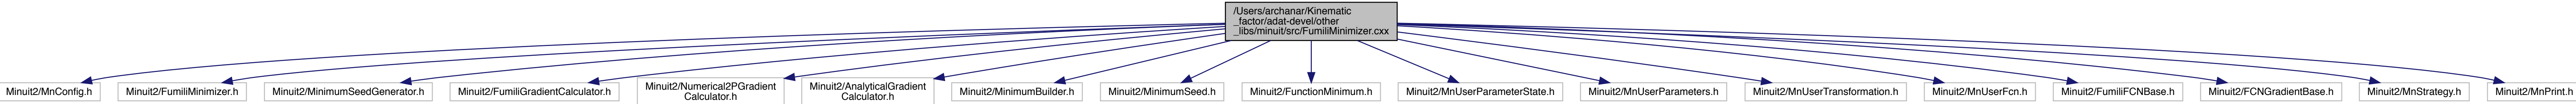 /Users/archanar/Kinematic
_factor/adat-devel/other
_libs/minuit/src/FumiliMinimizer.cxx
Minuit2/MnConfig.h
Minuit2/FumiliMinimizer.h
Minuit2/MinimumSeedGenerator.h
Minuit2/FumiliGradientCalculator.h
Minuit2/Numerical2PGradient
Calculator.h
Minuit2/AnalyticalGradient
Calculator.h
Minuit2/MinimumBuilder.h
Minuit2/MinimumSeed.h
Minuit2/FunctionMinimum.h
Minuit2/MnUserParameterState.h
Minuit2/MnUserParameters.h
Minuit2/MnUserTransformation.h
Minuit2/MnUserFcn.h
Minuit2/FumiliFCNBase.h
Minuit2/FCNGradientBase.h
Minuit2/MnStrategy.h
Minuit2/MnPrint.h